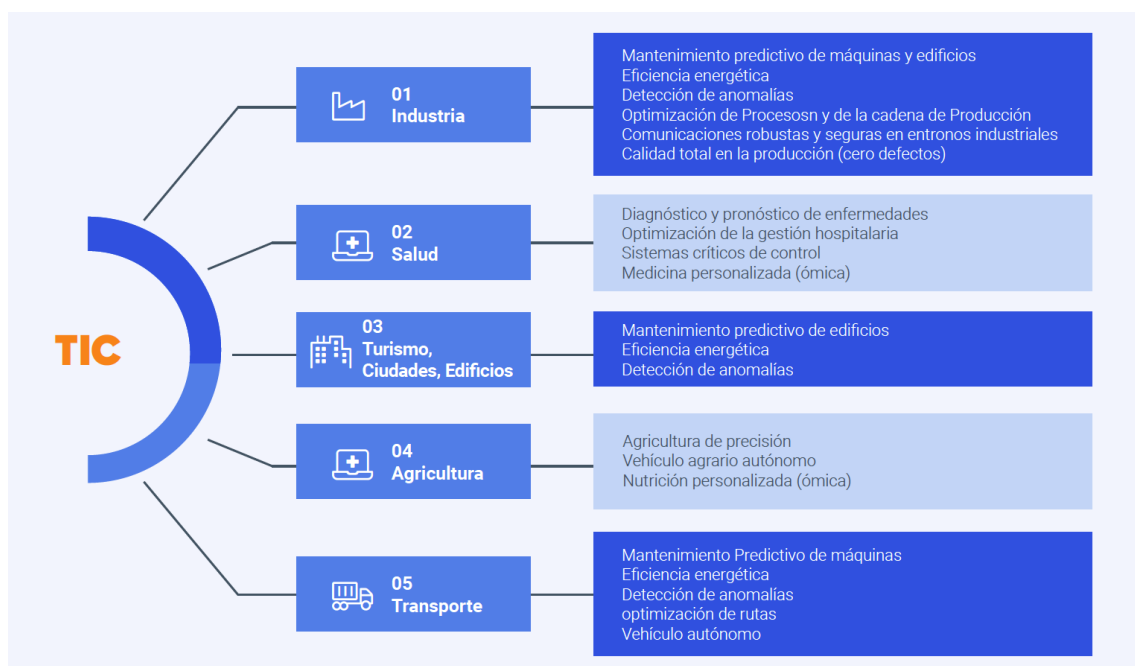 TIC
01
Industria
Mantenimiento predictivo de máquinas y edificios
Eficiencia energética
Detección de anomalías
Optimización de Procesosn y de la cadena de Producción
Comunicaciones robustas y seguras en entronos industriales
Calidad total en la producción (cero defectos)
02
Salud
Diagnóstico y pronóstico de enfermedades
Optimización de la gestión hospitalaria
Sistemas críticos de control
Medicina personalizada (ómica)
03
Turismo,
Ciudades, Edificios
Mantenimiento predictivo de edificios
Eficiencia energética
Detección de anomalías
04
Agricultura
Agricultura de precisión
Vehículo agrario autónomo
Nutrición personalizada (ómica)
05
Transporte
Mantenimiento Predictivo de máquinas
Eficiencia energética
Detección de anomalías
optimización de rutas
Vehículo autónomo